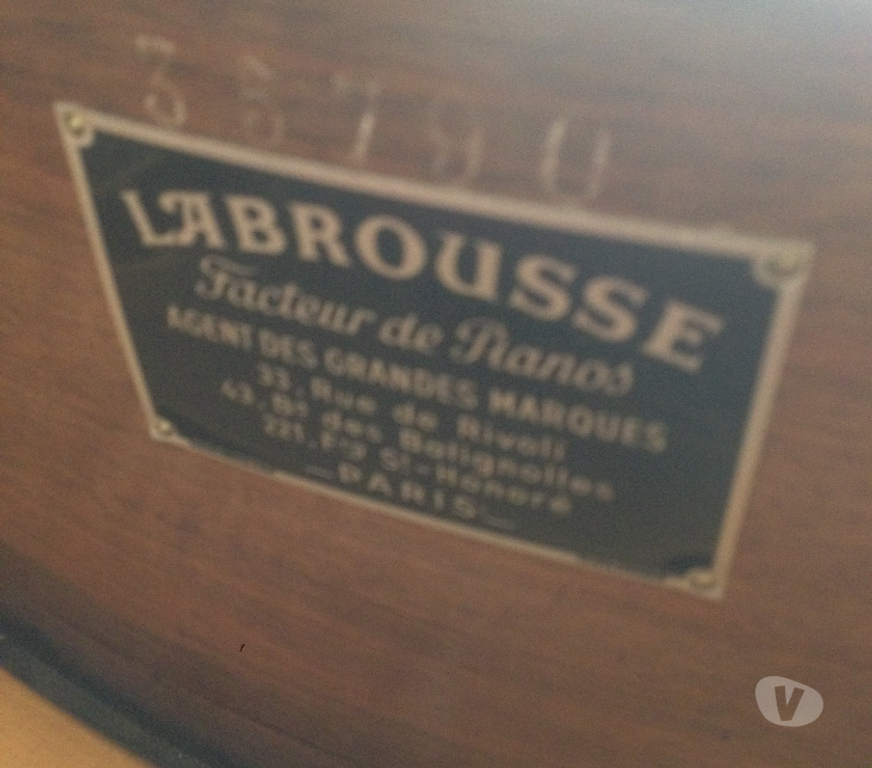 LABROUSSE
Facteur de Pianos
AGENT DES GRANDES MARQUES
33, Rue de Rivoli
43, Bd des Batignolles
221, Fg St-Honoré
—PARIS—
V